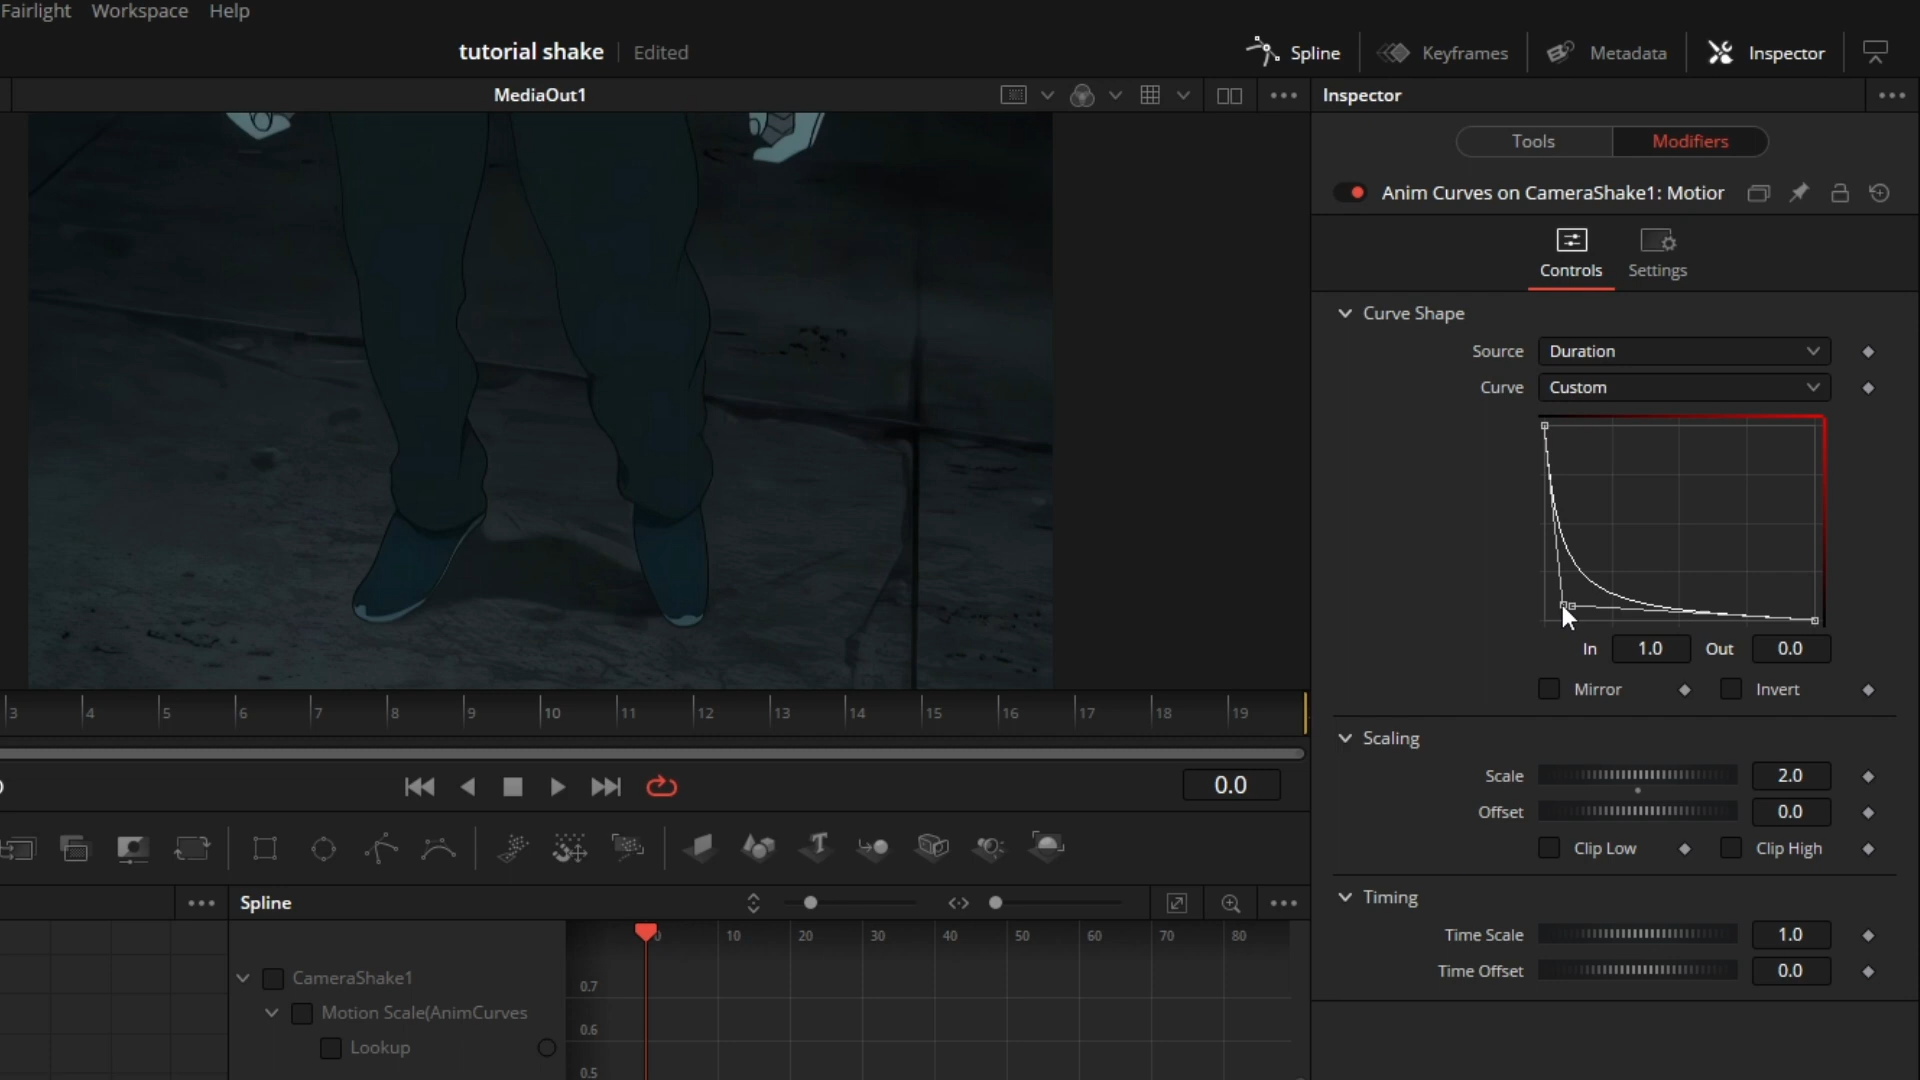 Fairlight Workspace Help
tutorial shake Edited
Spline Keyframes Metadata Inspector
MediaOut1
Inspector
Tools Modifiers
Anim Curves on CameraShake1: Motior
Controls Settings
Curve Shape
Source Duration
Curve Custom
In 1.0 Out 0.0
Mirror Invert
3 4 5 6 7 8 9 10 11 12 13 14 15 16 17 18 19
Scaling
Scale 2.0
0.0
Offset 0.0
Clip Low Clip High
Spline
Timing
0 10 20 30 40 50 60 70 80
Time Scale 1.0
Time Offset 0.0
CameraShake1
0.7
Motion Scale(AnimCurves
0.6
Lookup
0.5